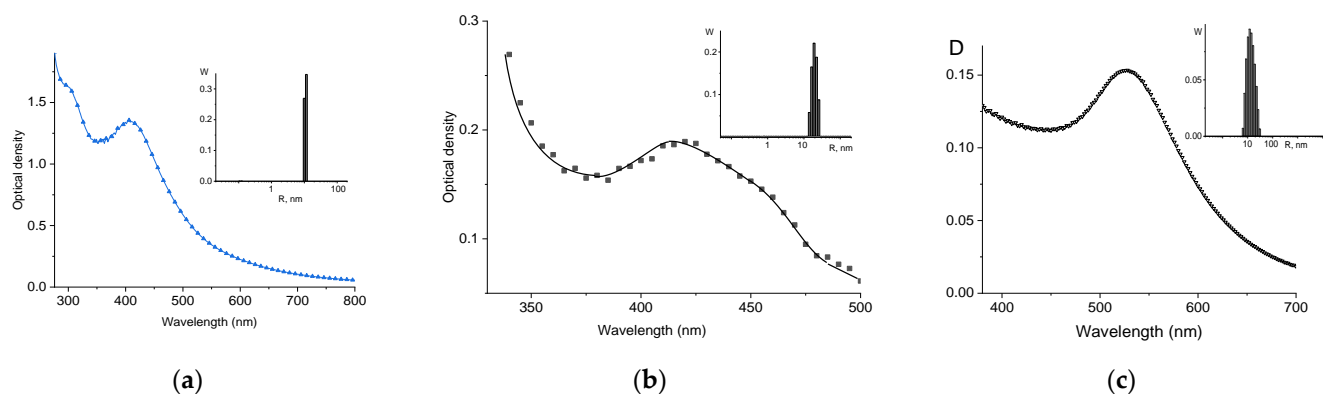 W
0.3
0.2
0.1
0.0
1
100
R, nm
Optical density
1.5
1.0
0.5
0.0
300
400
500
600
700
800
Wavelength (nm)
(a)
W
0.2
0.1
1
10
R, nm
Optical density
0.3
0.2
0.1
350
400
450
500
Wavelength (nm)
(b)
D
W
0.05
0.00
10
100
R, nm
0.15
0.10
0.05
0.00
400
500
600
700
Wavelength (nm)
(c)